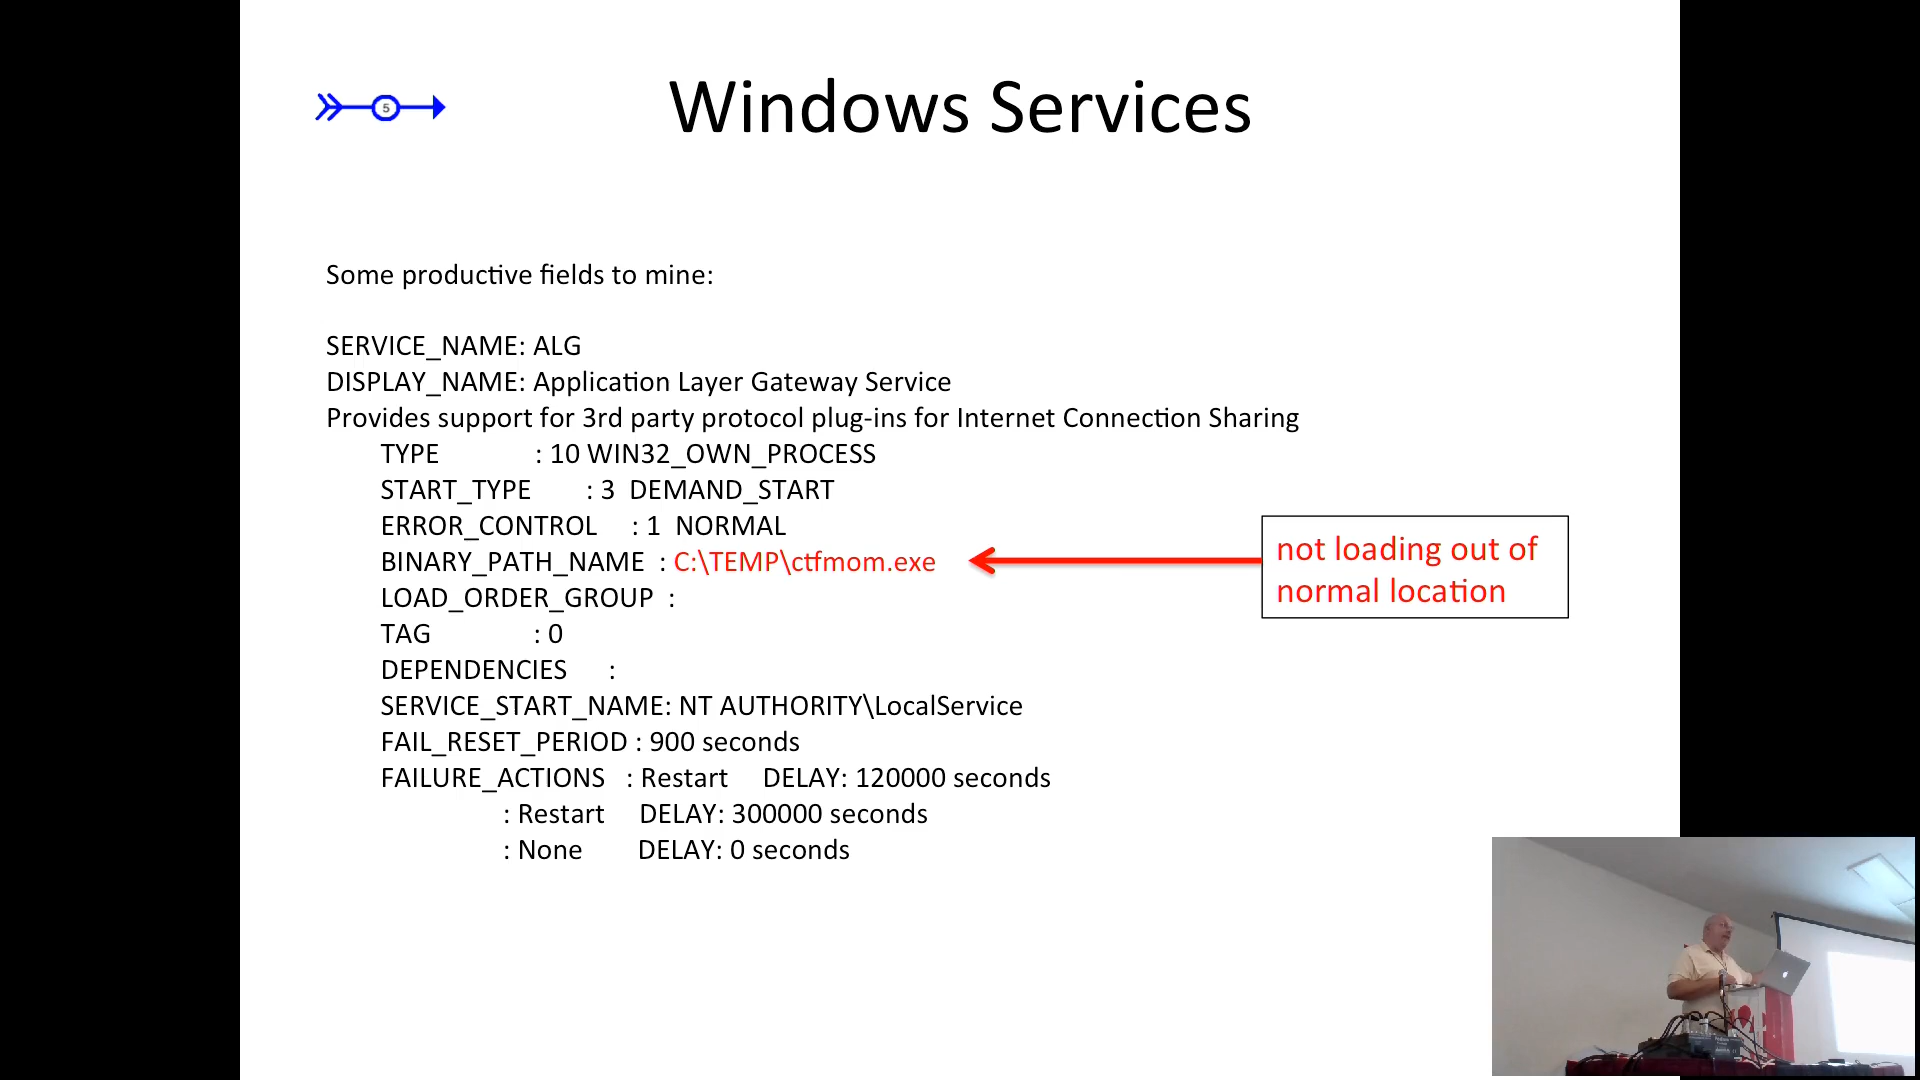 5
Windows Services
Some productive fields to mine:
SERVICE_NAME: ALG
DISPLAY_NAME: Application Layer Gateway Service
Provides support for 3rd party protocol plug-ins for Internet Connection Sharing
TYPE : 10 WIN32_OWN_PROCESS
START_TYPE : 3 DEMAND_START
ERROR_CONTROL : 1 NORMAL
BINARY_PATH_NAME : C:\TEMP\ctfmom.exe
not loading out of
normal location
LOAD_ORDER_GROUP :
TAG : 0
DEPENDENCIES :
SERVICE_START_NAME: NT AUTHORITY\LocalService
FAIL_RESET_PERIOD : 900 seconds
FAILURE_ACTIONS : Restart DELAY: 120000 seconds
: Restart DELAY: 300000 seconds
: None DELAY: 0 seconds